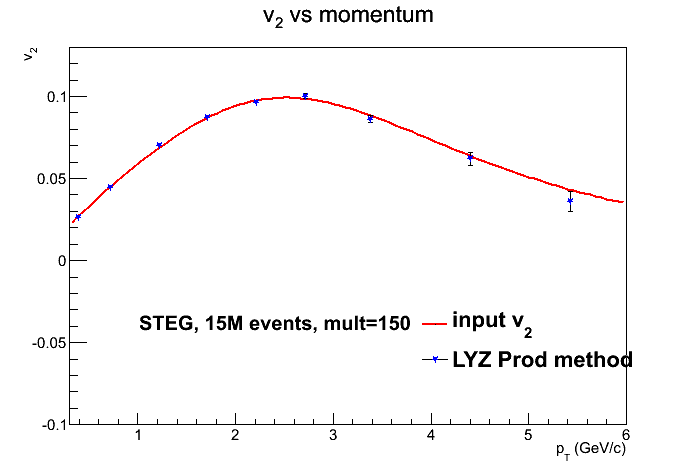 v2 vs momentum
v2
0.1
0.05
0
-0.05
-0.1
STEG, 15M events, mult=150
input v2
LYZ Prod method
1 2 3 4 5 6
pT (GeV/c)